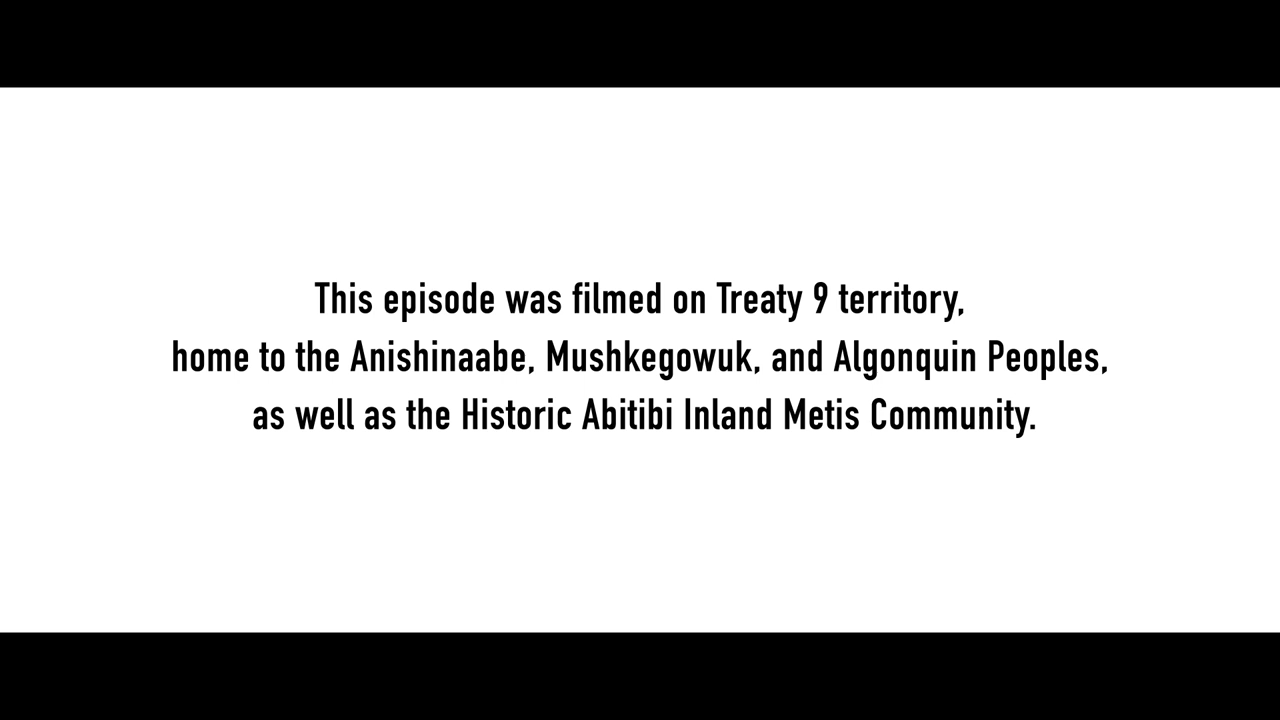 This episode was filmed on Treaty 9 territory,
home to the Anishinaabe, Mushkegowuk, and Algonquin Peoples,
as well as the Historic Abitibi Inland Metis Community.